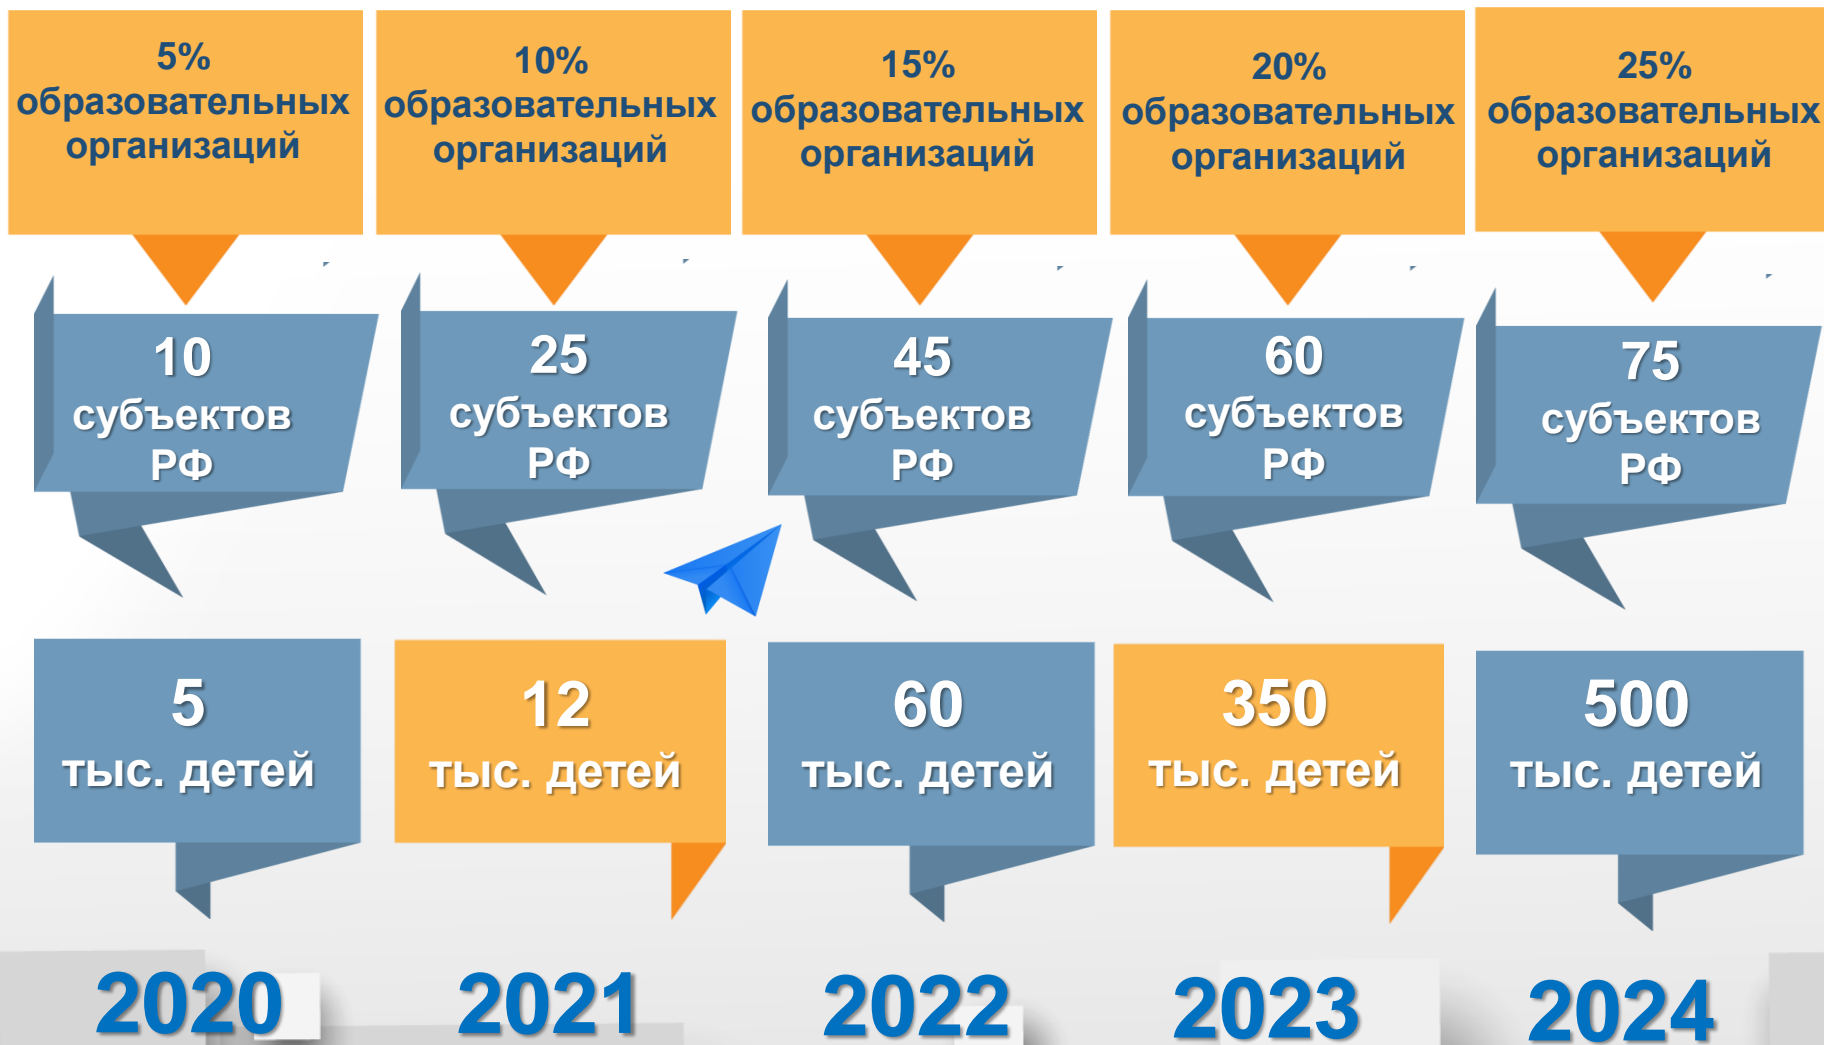 5%
образовательных
организаций
10%
образовательных
организаций
15%
образовательных
организаций
20%
образовательных
организаций
25%
образовательных
организаций
10
субъектов
РФ
25
субъектов
РФ
45
субъектов
РФ
60
субъектов
РФ
75
субъектов
РФ
5
тыс. детей
12
тыс. детей
60
тыс. детей
350
тыс. детей
500
тыс. детей
2020
2021
2022
2023
2024